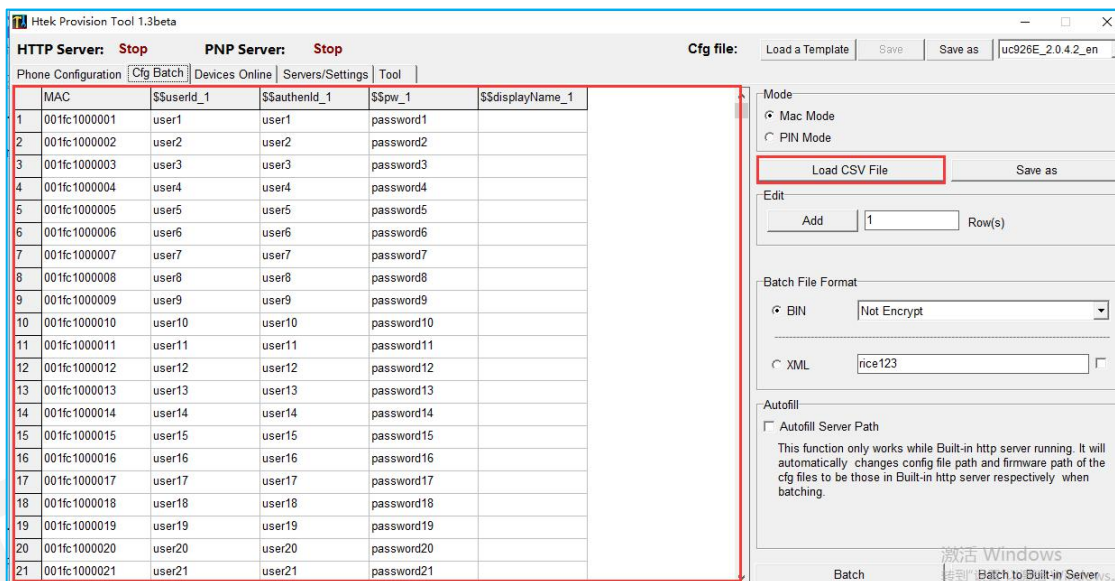 Htek Provision Tool 1.3beta
HTTP Server: Stop PNP Server: Stop Cfg file: Load a Template Save Save as uc926E_2.0.4.2_en
Phone Configuration Cfg Batch Devices Online Servers/Settings Tool
MAC $$userId_1 $$authenId_1 $$pw_1 $$displayName_1
1 001fc1000001 user1 user1 password1
2 001fc1000002 user2 user2 password2
3 001fc1000003 user3 user3 password3
4 001fc1000004 user4 user4 password4
5 001fc1000005 user5 user5 password5
6 001fc1000006 user6 user6 password6
7 001fc1000007 user7 user7 password7
8 001fc1000008 user8 user8 password8
9 001fc1000009 user9 user9 password9
10 001fc1000010 user10 user10 password10
11 001fc1000011 user11 user11 password11
12 001fc1000012 user12 user12 password12
13 001fc1000013 user13 user13 password13
14 001fc1000014 user14 user14 password14
15 001fc1000015 user15 user15 password15
16 001fc1000016 user16 user16 password16
17 001fc1000017 user17 user17 password17
18 001fc1000018 user18 user18 password18
19 001fc1000019 user19 user19 password19
20 001fc1000020 user20 user20 password20
21 001fc1000021 user21 user21 password21
Mode
Mac Mode
PIN Mode
Load CSV File Save as
Edit
Add 1 Row(s)
Batch File Format
BIN Not Encrypt
XML rice123
Autofill
Autofill Server Path
This function only works while Built-in http server running. It will
automatically changes config file path and firmware path of the
cfg files to be those in Built-in http server respectively when
batching.
激活 Windows
Batch Batch to Built-in Server